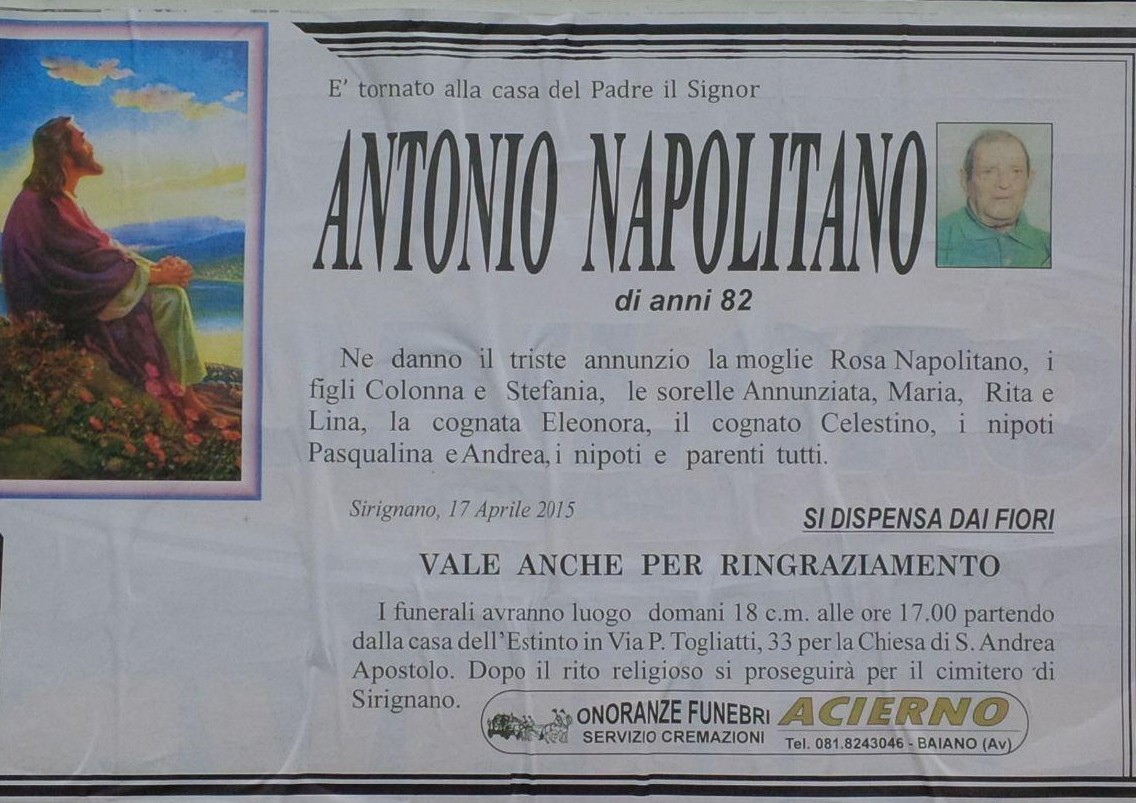 E' tornato alla casa del Padre il Signor
ANTONIO NAPOLITANO
di anni 82
Ne danno il triste annunzio la moglie Rosa Napolitano, i
figli Colonna e Stefania, le sorelle Annunziata, Maria, Rita e
Lina, la cognata Eleonora, il cognato Celestino, i nipoti
Pasqualina e Andrea, i nipoti e parenti tutti.
Sirignano, 17 Aprile 2015
SI DISPENSA DAI FIORI
VALE ANCHE PER RINGRAZIAMENTO
I funerali avranno luogo domani 18 c.m. alle ore 17.00 partendo
dalla casa dell'Estinto in Via P. Togliatti, 33 per la Chiesa di S. Andrea
Apostolo. Dopo il rito religioso si proseguirà per il cimitero di
Sirignano.
ONORANZE FUNEBRI ACIERNO
SERVIZIO CREMAZIONI
Tel. 081.8243046 - BAIANO (Av)